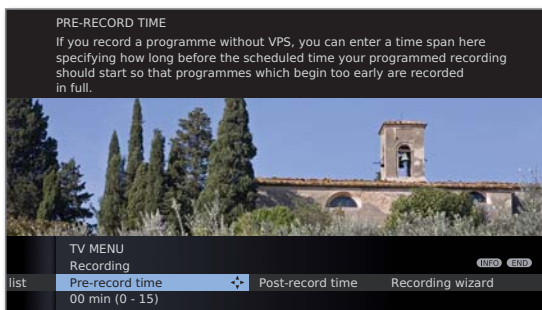 PRE-RECORD TIME
If you record a programme without VPS, you can enter a time span here
specifying how long before the scheduled time your programmed recording
should start so that programmes which begin too early are recorded
in full.
TV MENU
Recording
INFO END
list Pre-record time Post-record time Recording wizard
00 min (0 - 15)